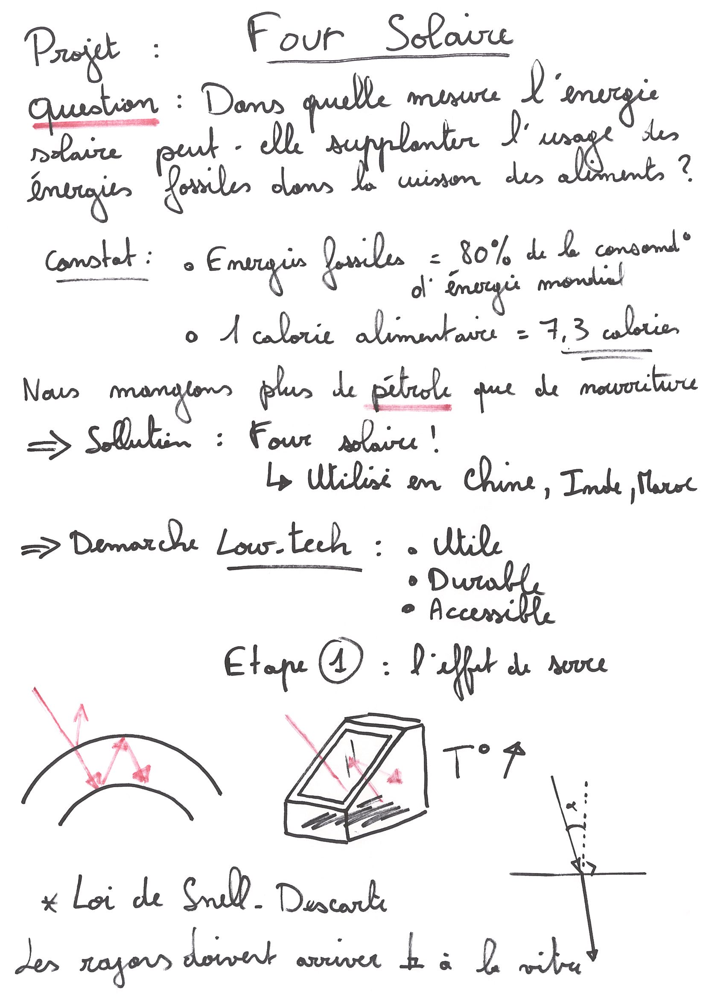 Projet : Four Solaire
Question : Dans quelle mesure l'energie
solaire peut-elle supplanter l'usage des
énergies fossiles dans la cuisson des aliments ?
Constat : • Energies fossiles = 80% de la
d'énergie mondial
• 1 calorie alimentaire = 7,3 calories
Nous mangeons plus de pétrole que de nourriture
⇒ Sollution : Four solaire !
↳ Utilisé en Chine, Inde, Maroc
⇒ Demarche Low-tech : • Utile
• Durable
• Accessible
Etape ① : l'effet de serre
T° ↗
α
* Loi de Snell-Descarte
Les rayons doivent arriver ⊥ à la vitre